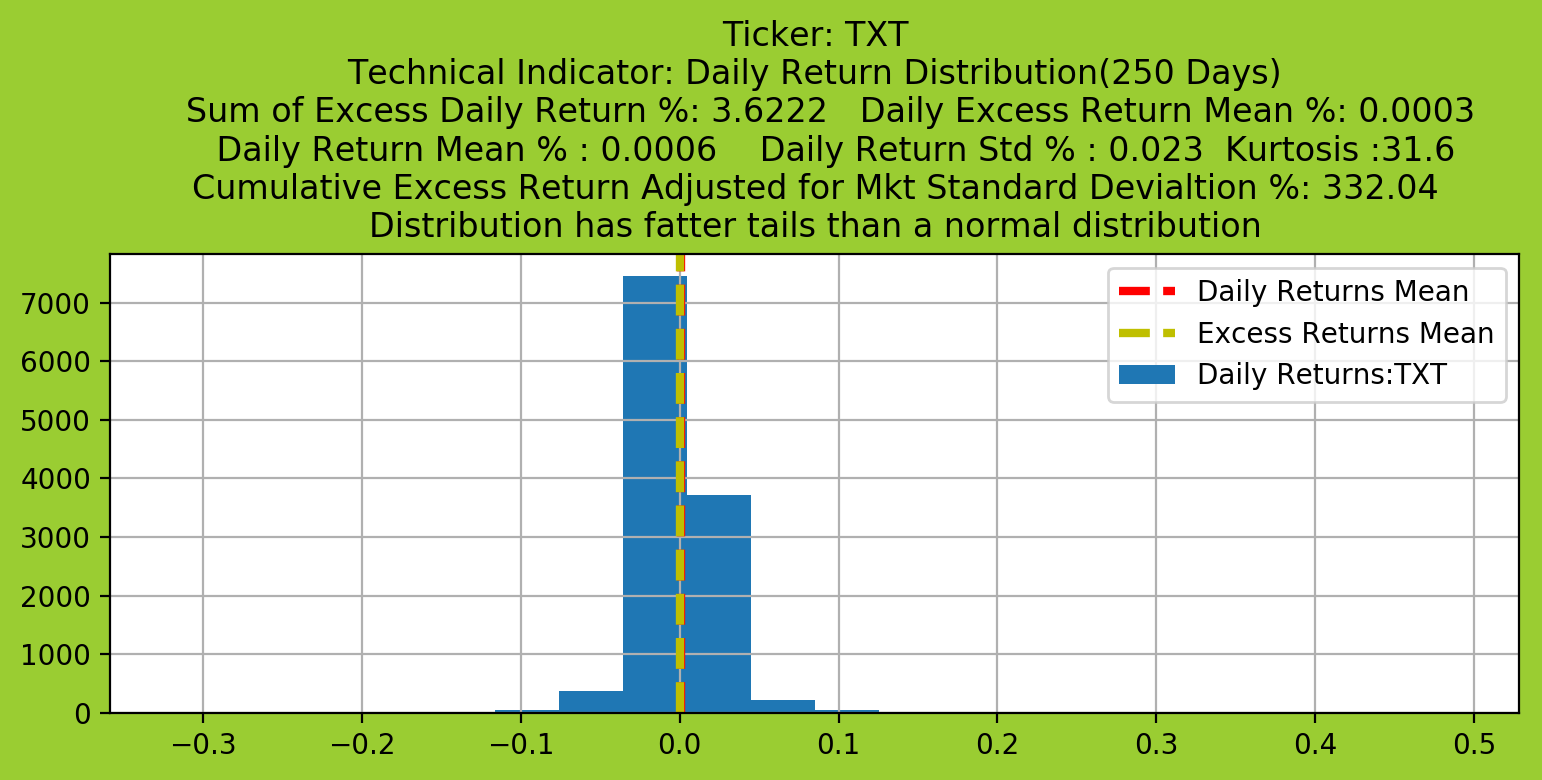 Ticker: TXT
Technical Indicator: Daily Return Distribution(250 Days)
Sum of Excess Daily Return %: 3.6222   Daily Excess Return Mean %: 0.0003
Daily Return Mean % : 0.0006    Daily Return Std % : 0.023  Kurtosis :31.6
Cumulative Excess Return Adjusted for Mkt Standard Devialtion %: 332.04
Distribution has fatter tails than a normal distribution
Daily Returns Mean
Excess Returns Mean
Daily Returns:TXT
7000
6000
5000
4000
3000
2000
1000
0
−0.3 −0.2 −0.1 0.0 0.1 0.2 0.3 0.4 0.5